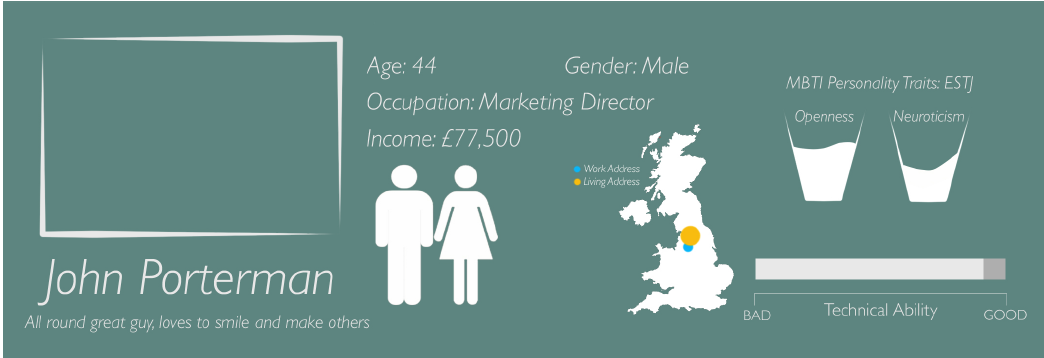 John Porterman
All round great guy, loves to smile and make others
Age: 44
Gender: Male
Occupation: Marketing Director
Income: £77,500
Work Address
Living Address
MBTI Personality Traits: ESTJ
Openness
Neuroticism
Technical Ability
BAD
GOOD